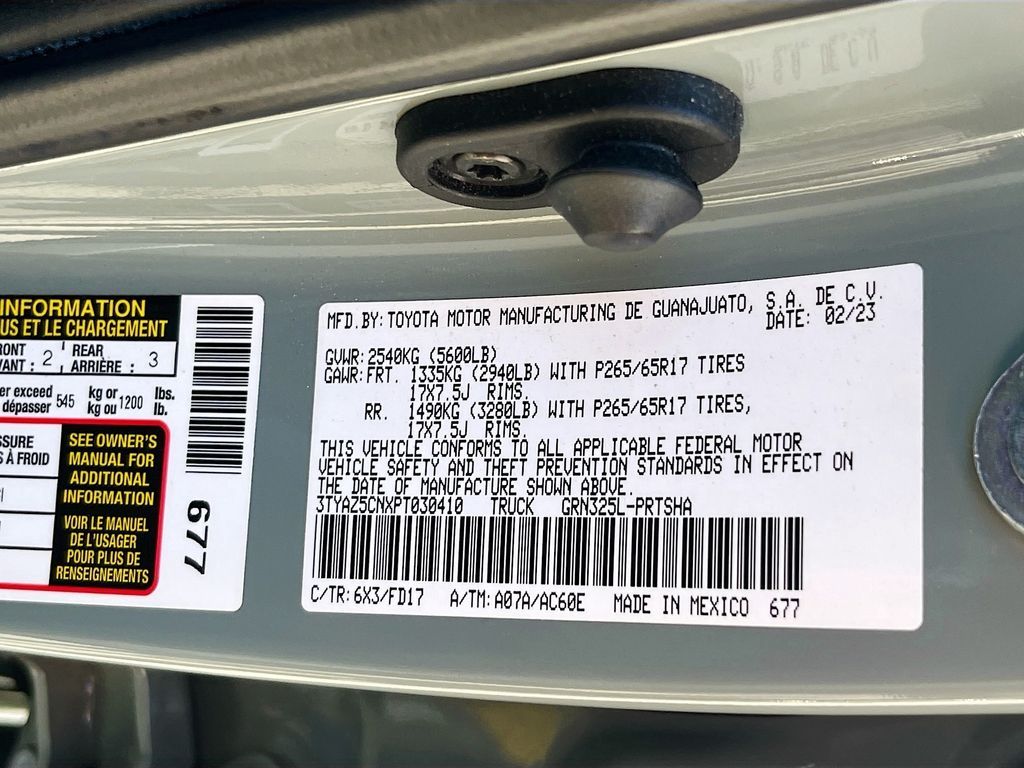 INFORMATION
US ET LE CHARGEMENT
RONT
VANT : 2
REAR
ARRIÈRE : 3
er exceed
dépasser 545 kg or kg ou 1200 lbs. lb.
SSURE
S À FROID
SEE OWNER'S
MANUAL FOR
ADDITIONAL
INFORMATION
VOIR LE MANUEL
DE L'USAGER
POUR PLUS DE
RENSEIGNEMENTS
677
MFD.BY:TOYOTA MOTOR MANUFACTURING DE GUANAJUATO, S.A. DE C.V.
DATE: 02/23
GVWR:2540KG (5600LB)
GAWR:FRT. 1335KG (2940LB) WITH P265/65R17 TIRES
17X7.5J RIMS.
RR. 1490KG (3280LB) WITH P265/65R17 TIRES,
17X7.5J RIMS.
THIS VEHICLE CONFORMS TO ALL APPLICABLE FEDERAL MOTOR
VEHICLE SAFETY AND THEFT PREVENTION STANDARDS IN EFFECT ON
THE DATE OF MANUFACTURE SHOWN ABOVE.
3TYAZ5CNXPT030410 TRUCK GRN325L-PRTSHA
C/TR: 6X3/FD17 A/TM: A07A/AC60E MADE IN MEXICO 677